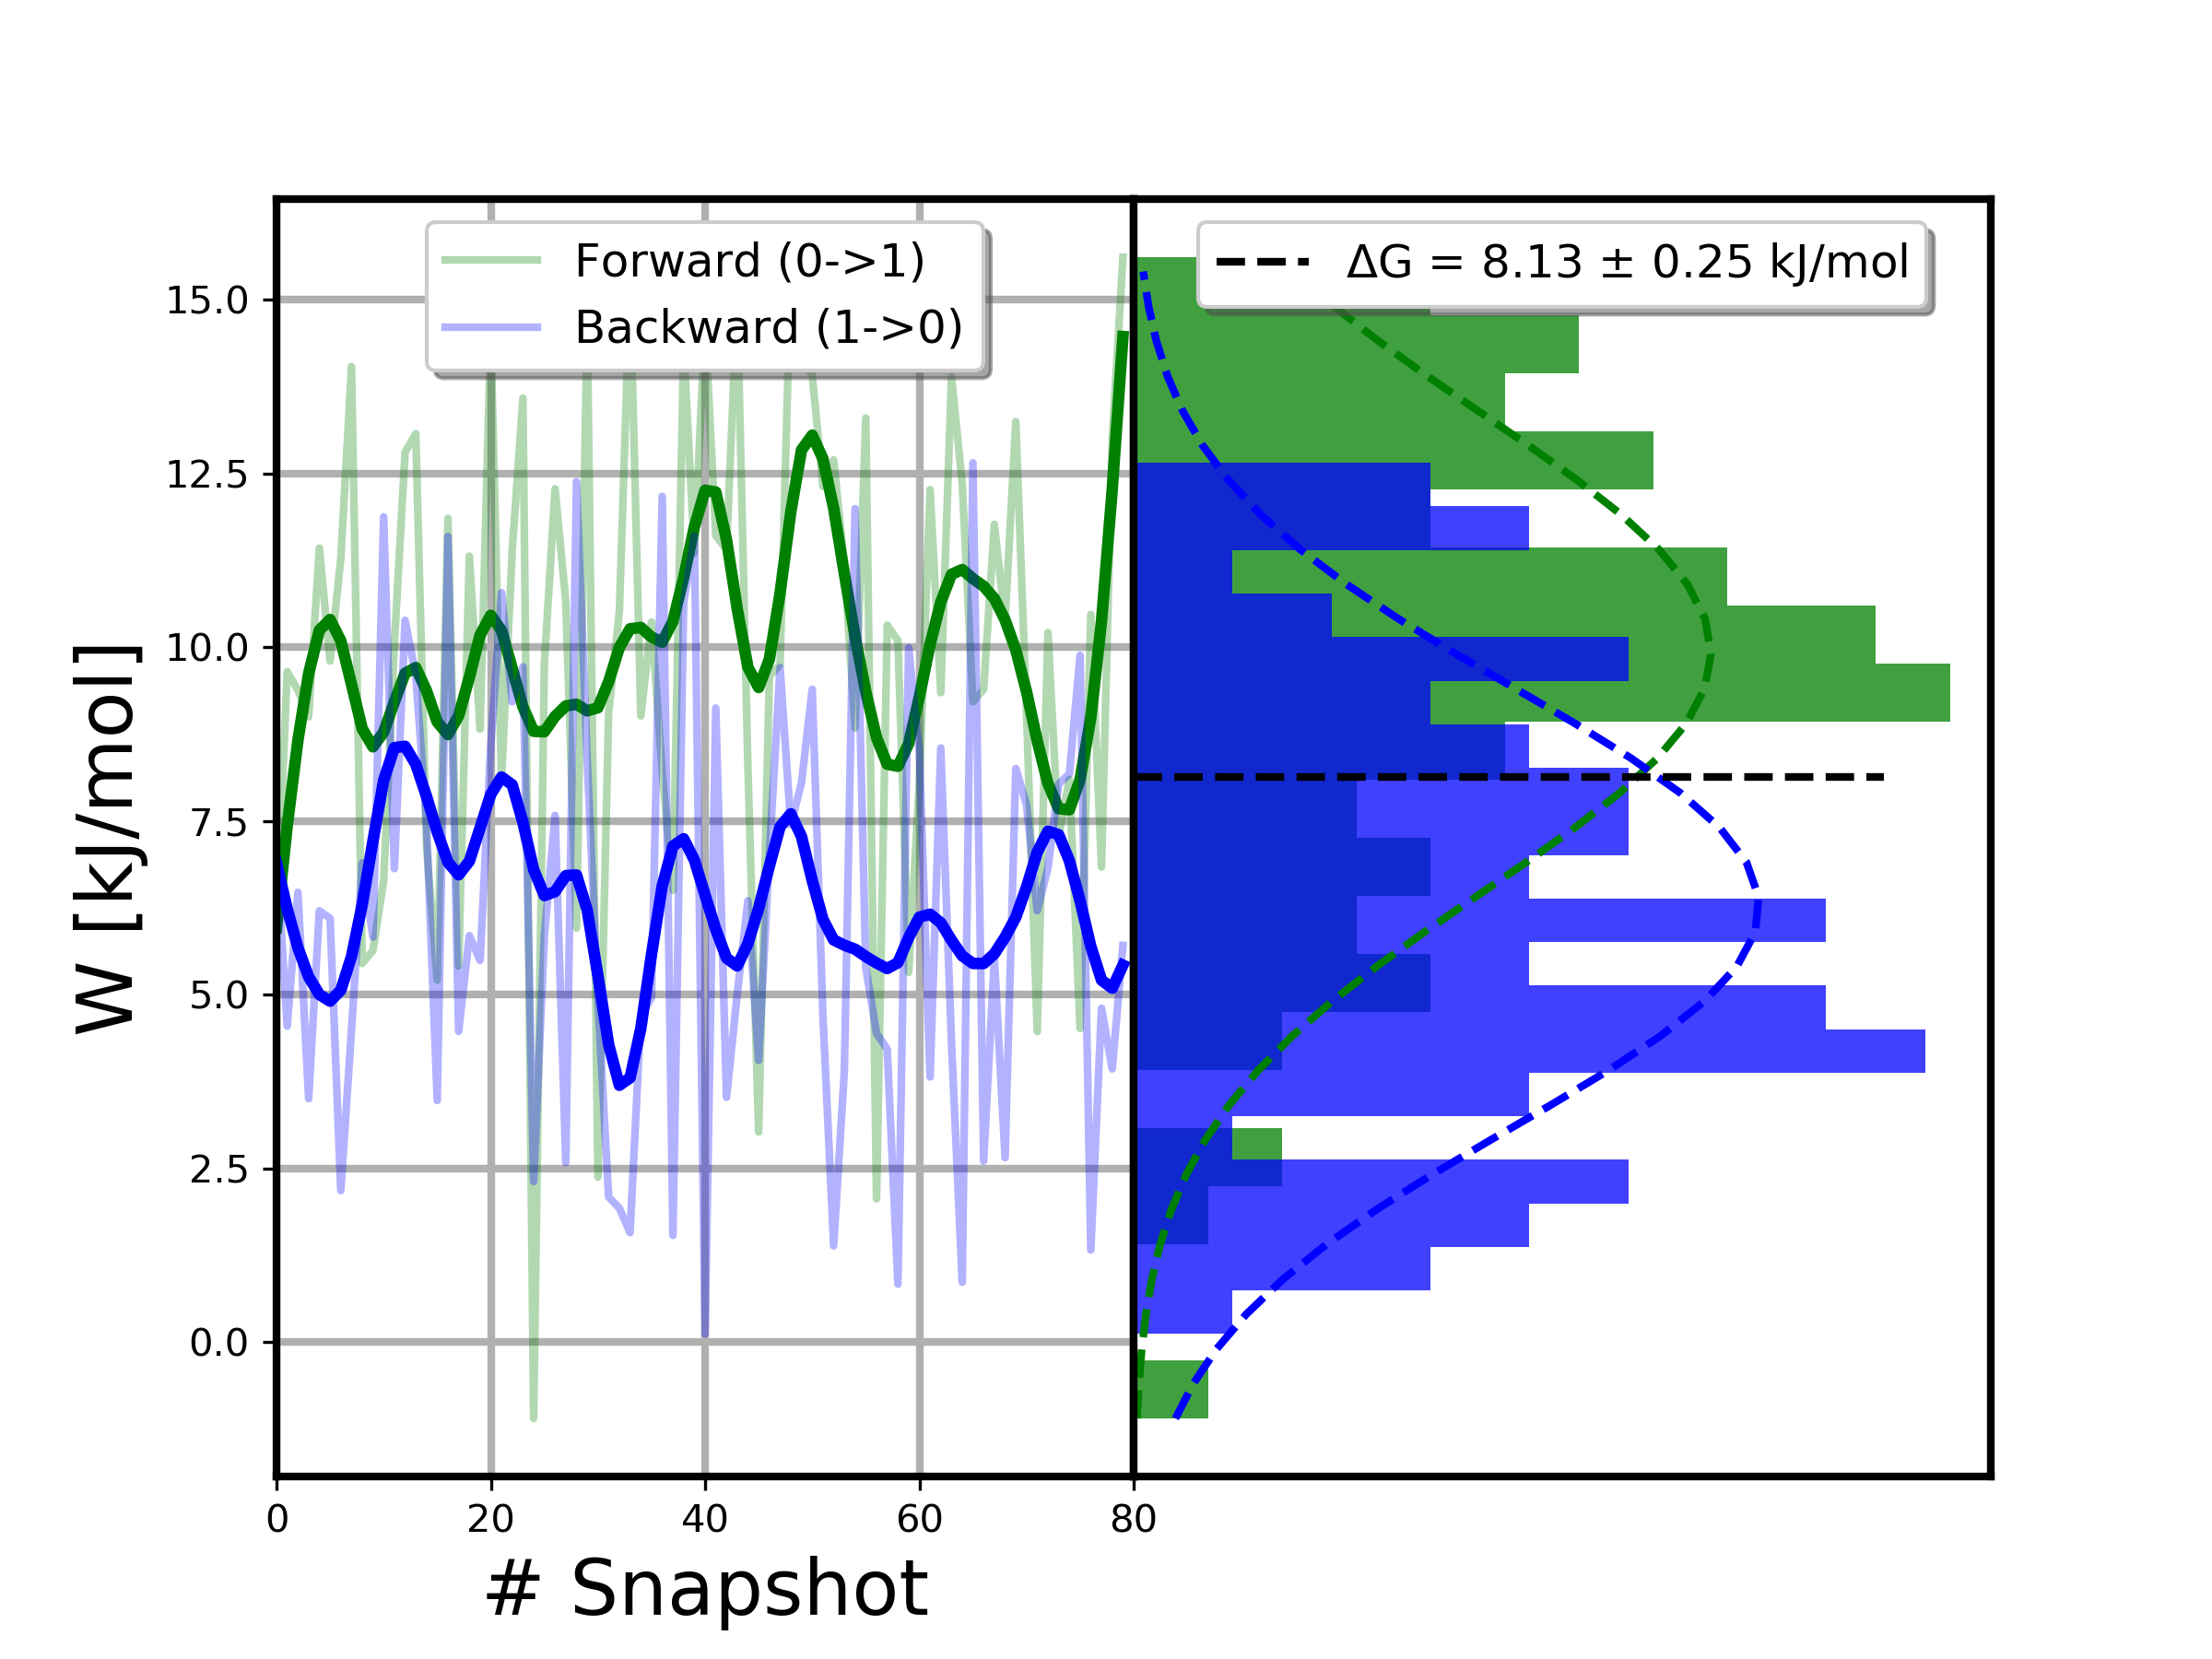 Forward (0->1)
Backward (1->0)
ΔG = 8.13 ± 0.25 kJ/mol
W [kJ/mol]
15.0
12.5
10.0
7.5
5.0
2.5
0.0
0 20 40 60 80
# Snapshot